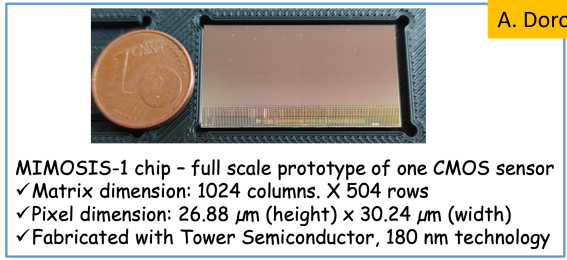 A. Doro
MIMOSIS-1 chip – full scale prototype of one CMOS sensor
✓Matrix dimension: 1024 columns. X 504 rows
✓Pixel dimension: 26.88 μm (height) x 30.24 μm (width)
✓Fabricated with Tower Semiconductor, 180 nm technology